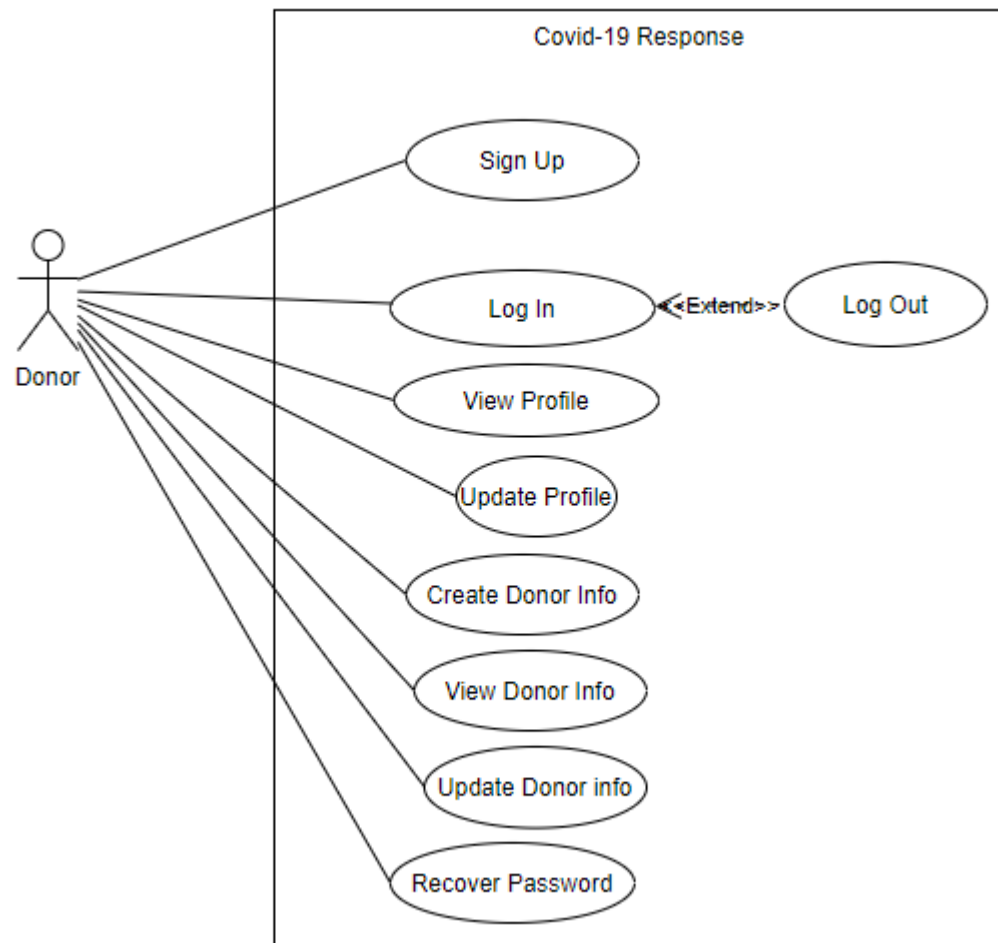 Covid-19 Response
Sign Up
Log In
<<Extend>>
Log Out
Donor
View Profile
Update Profile
Create Donor Info
View Donor Info
Update Donor info
Recover Password